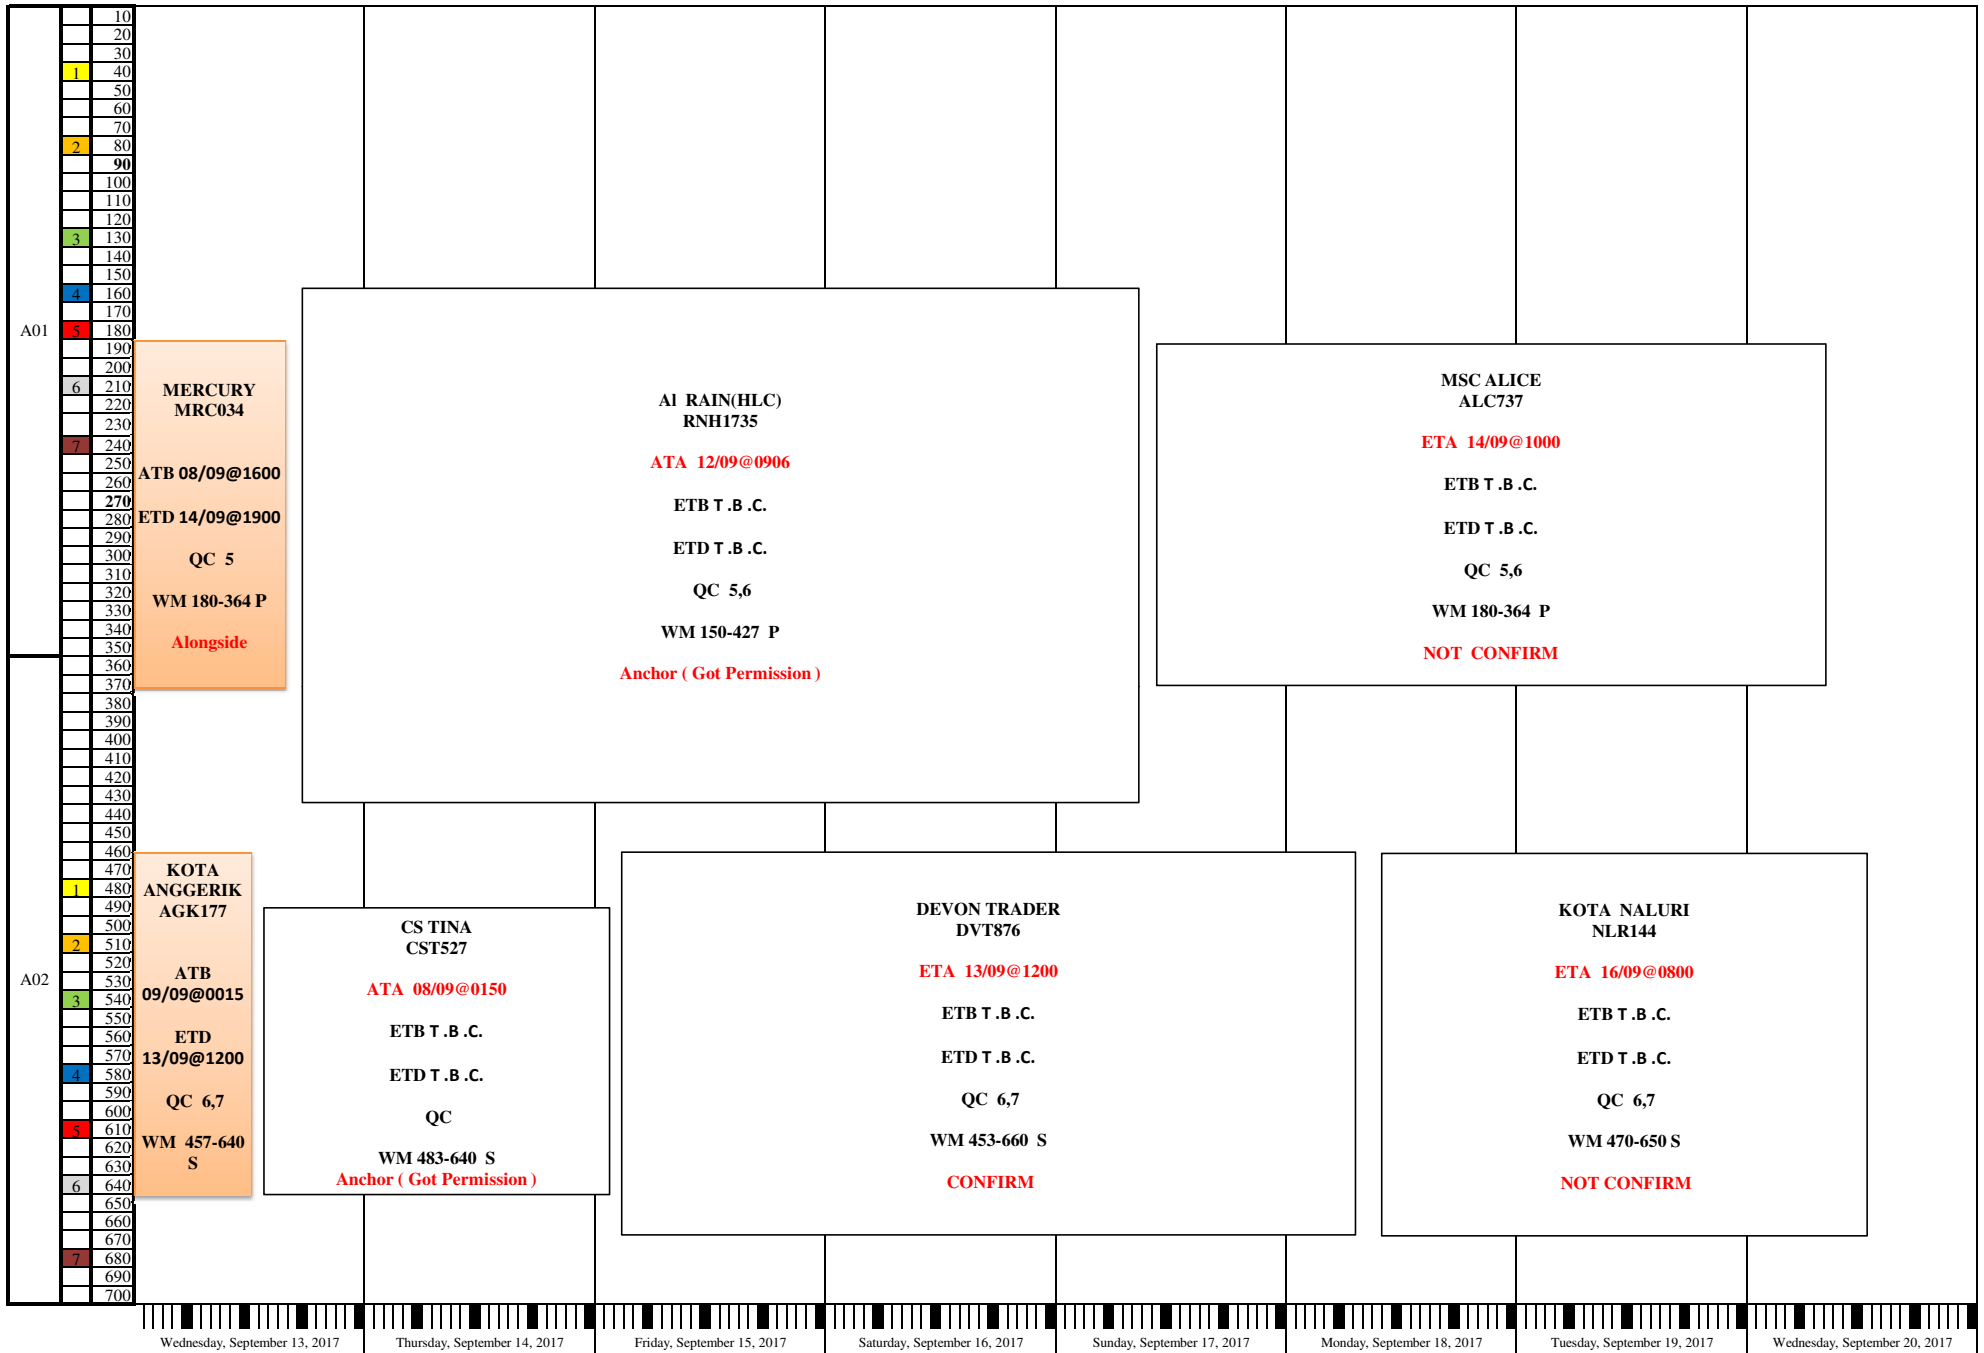 A01
A02
1
2
3
4
5
6
7
1
2
3
4
5
6
7
10
20
30
40
50
60
70
80
90
100
110
120
130
140
150
160
170
180
190
200
210
220
230
240
250
260
270
280
290
300
310
320
330
340
350
360
370
380
390
400
410
420
430
440
450
460
470
480
490
500
510
520
530
540
550
560
570
580
590
600
610
620
630
640
650
660
670
680
690
700
MERCURY
MRC034
ATB 08/09@1600
ETD 14/09@1900
QC 5
WM 180-364 P
Alongside
Al RAIN(HLC)
RNH1735
ATA 12/09@0906
ETB T .B .C.
ETD T .B .C.
QC 5,6
WM 150-427 P
Anchor ( Got Permission )
MSC ALICE
ALC737
ETA 14/09@1000
ETB T .B .C.
ETD T .B .C.
QC 5,6
WM 180-364 P
NOT CONFIRM
KOTA
ANGGERIK
AGK177
ATB
09/09@0015
ETD
13/09@1200
QC 6,7
WM 457-640
S
CS TINA
CST527
ATA 08/09@0150
ETB T .B .C.
ETD T .B .C.
QC
WM 483-640 S
Anchor ( Got Permission )
DEVON TRADER
DVT876
ETA 13/09@1200
ETB T .B .C.
ETD T .B .C.
QC 6,7
WM 453-660 S
CONFIRM
KOTA NALURI
NLR144
ETA 16/09@0800
ETB T .B .C.
ETD T .B .C.
QC 6,7
WM 470-650 S
NOT CONFIRM
Wednesday, September 13, 2017
Thursday, September 14, 2017
Friday, September 15, 2017
Saturday, September 16, 2017
Sunday, September 17, 2017
Monday, September 18, 2017
Tuesday, September 19, 2017
Wednesday, September 20, 2017